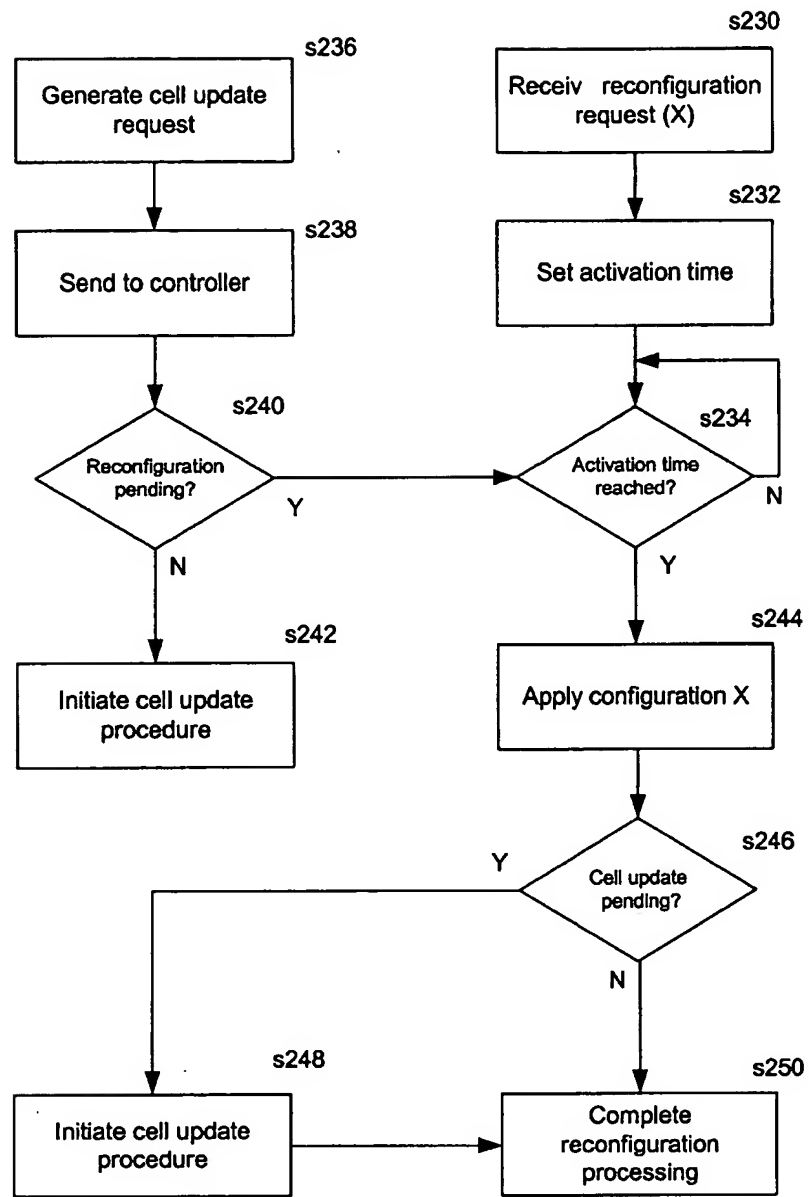 s236
Generate cell update
request
s230
Receiv reconfiguration
request (X)
s238
Send to controller
s232
Set activation time
s240
Reconfiguration
pending?
Y
N
s234
Activation time
reached?
N
Y
s242
Initiate cell update
procedure
s244
Apply configuration X
s246
Cell update
pending?
Y
N
s248
Initiate cell update
procedure
s250
Complete
reconfiguration
processing